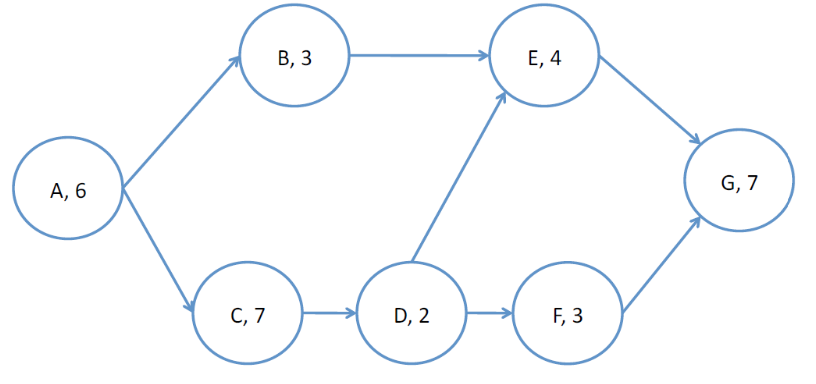 B, 3
E, 4
A, 6
G, 7
C, 7
D, 2
F, 3